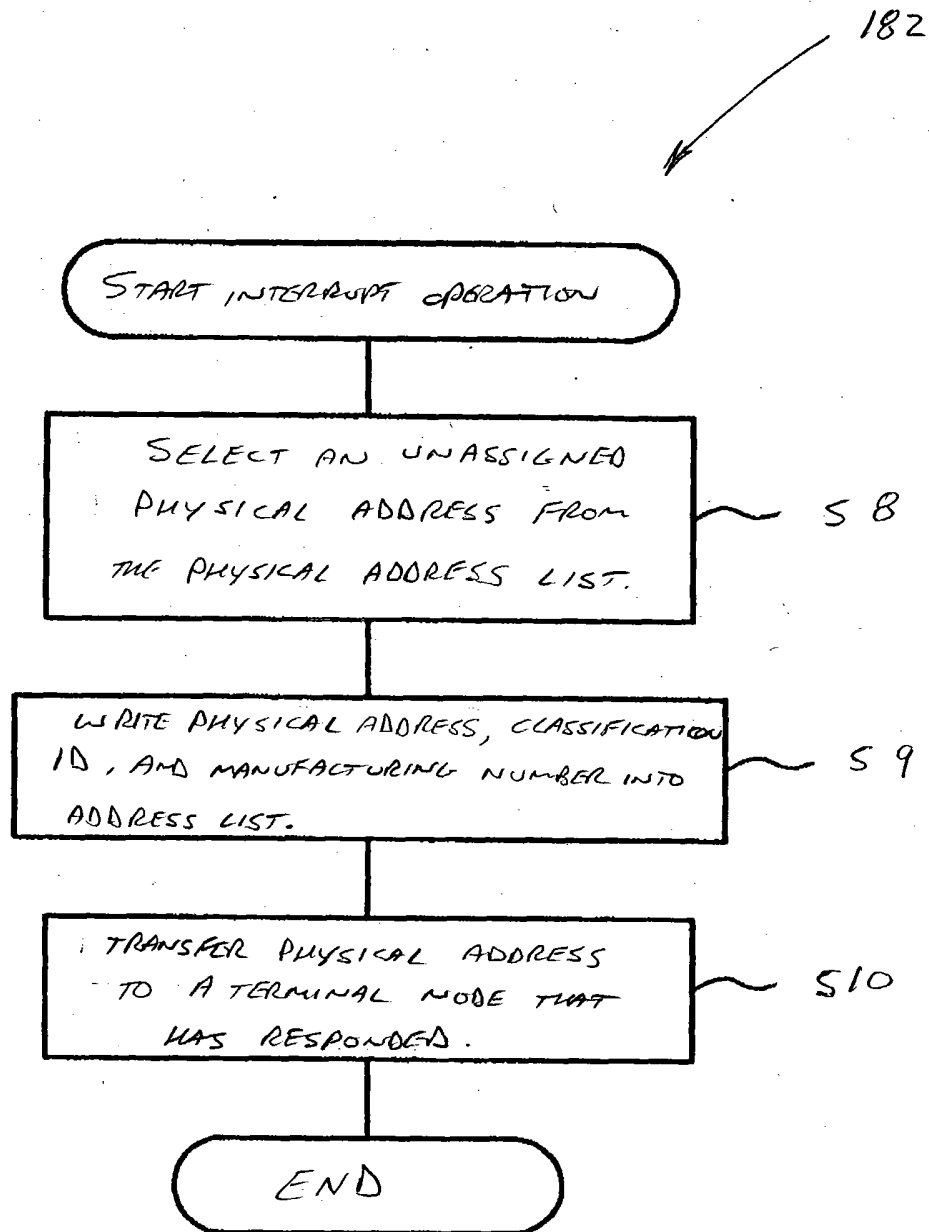 182
START INTERRUPT OPERATION
SELECT AN UNASSIGNED
PHYSICAL ADDRESS FROM
THE PHYSICAL ADDRESS LIST.
S8
WRITE PHYSICAL ADDRESS, CLASSIFICATION
ID, AND MANUFACTURING NUMBER INTO
ADDRESS LIST.
S9
TRANSFER PHYSICAL ADDRESS
TO A TERMINAL NODE THAT
HAS RESPONDED.
S10
END